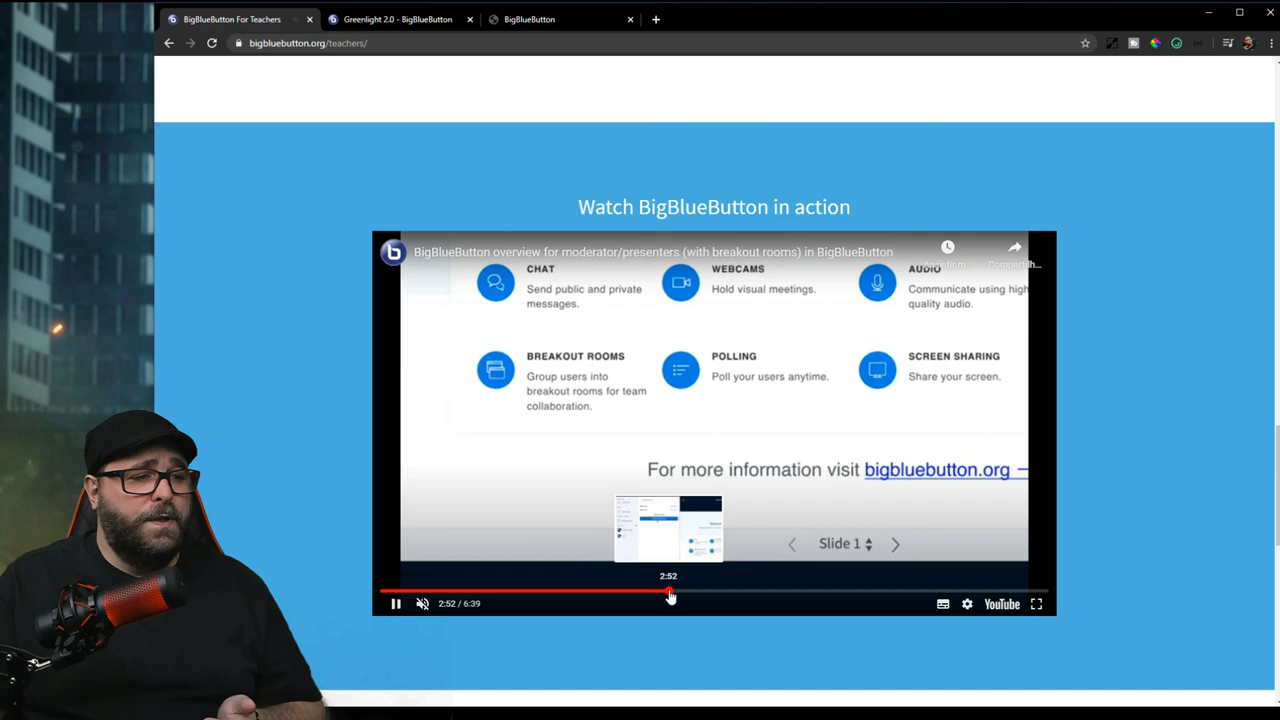 BigBlueButton For Teachers
Greenlight 2.0 - BigBlueButton
BigBlueButton
bigbluebutton.org/teachers/
Watch BigBlueButton in action
BigBlueButton overview for moderator/presenters (with breakout rooms) in BigBlueButton
Assistir m...
Compartilh...
CHAT
Send public and private
messages.
WEBCAMS
Hold visual meetings.
AUDIO
Communicate using high
quality audio.
BREAKOUT ROOMS
Group users into
breakout rooms for team
collaboration.
POLLING
Poll your users anytime.
SCREEN SHARING
Share your screen.
For more information visit bigbluebutton.org →
Slide 1
2:52
2:52 / 6:39
YouTube